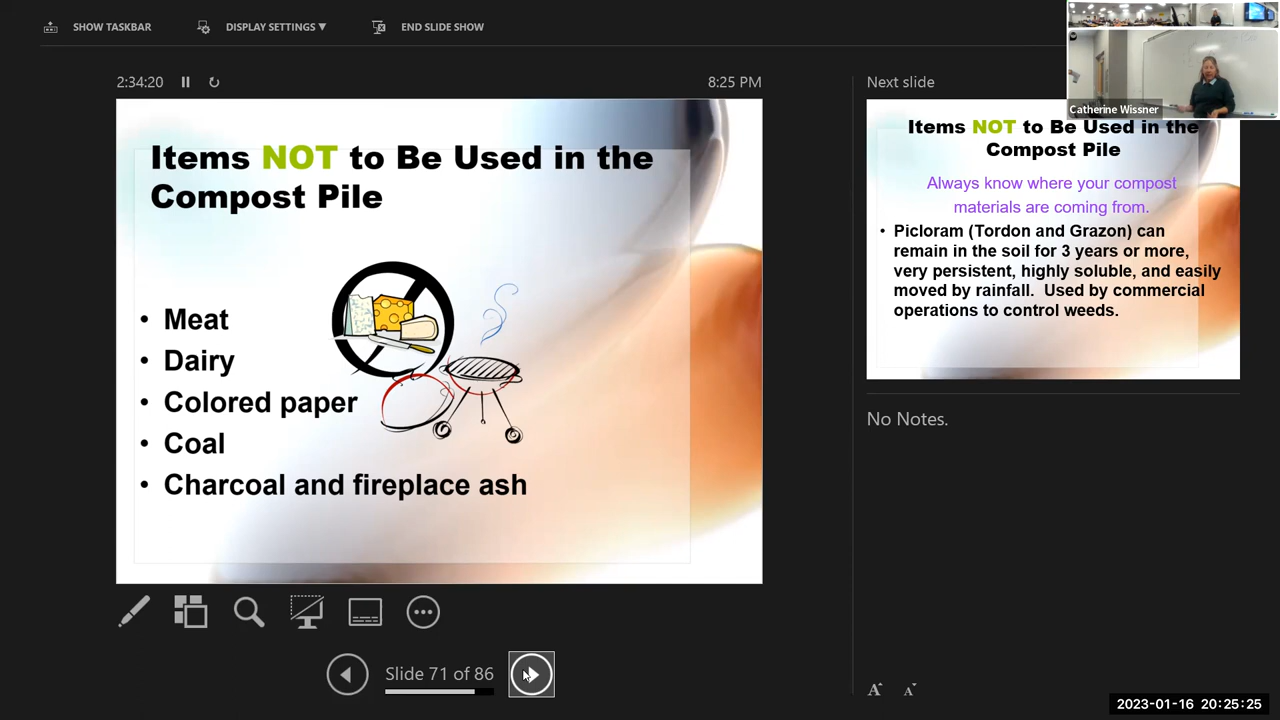 SHOW TASKBAR
DISPLAY SETTINGS ▼
END SLIDE SHOW
2:34:20
8:25 PM
Items NOT to Be Used in the
Compost Pile
• Meat
• Dairy
• Colored paper
• Coal
• Charcoal and fireplace ash
Slide 71 of 86
Next slide
Catherine Wissner
Items NOT to Be Used in the
Compost Pile
Always know where your compost
materials are coming from.
• Picloram (Tordon and Grazon) can
remain in the soil for 3 years or more,
very persistent, highly soluble, and easily
moved by rainfall. Used by commercial
operations to control weeds.
No Notes.
A A
2023-01-16 20:25:25